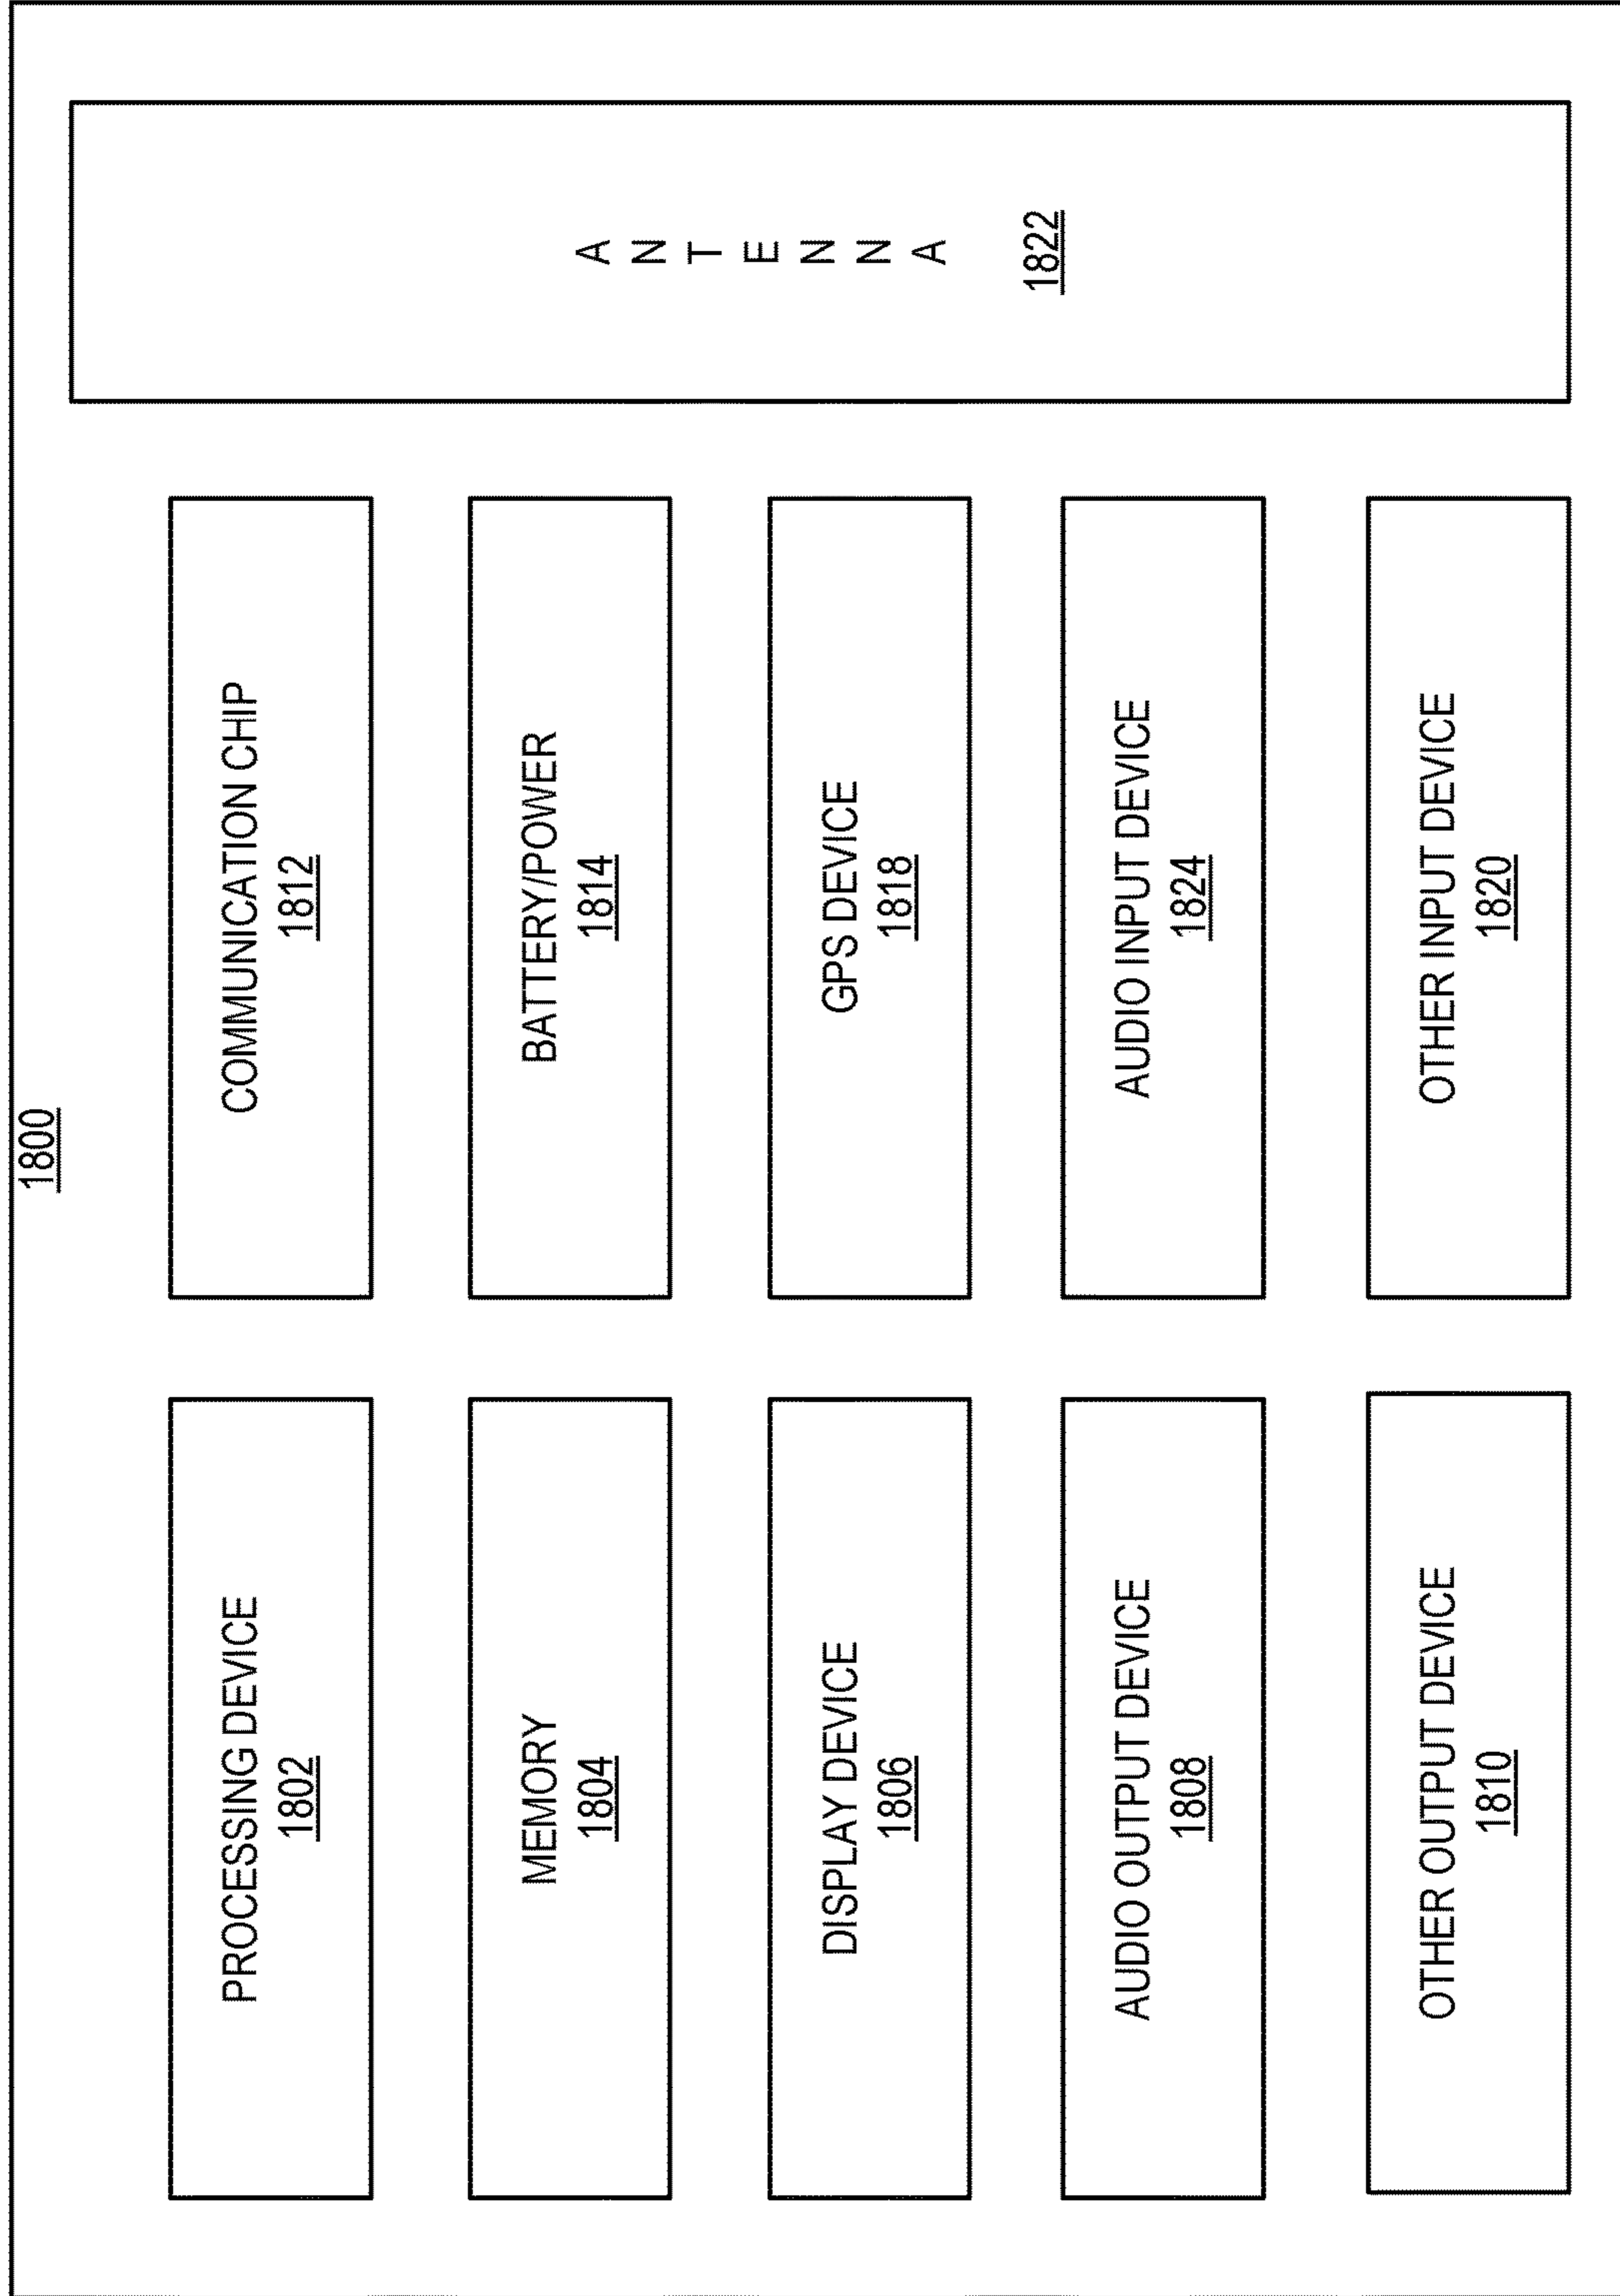 1800
PROCESSING DEVICE
1802
COMMUNICATION CHIP
1812
MEMORY
1804
BATTERY/POWER
1814
DISPLAY DEVICE
1806
GPS DEVICE
1818
AUDIO OUTPUT DEVICE
1808
AUDIO INPUT DEVICE
1824
OTHER OUTPUT DEVICE
1810
OTHER INPUT DEVICE
1820
A
N
T
E
N
N
A
1822